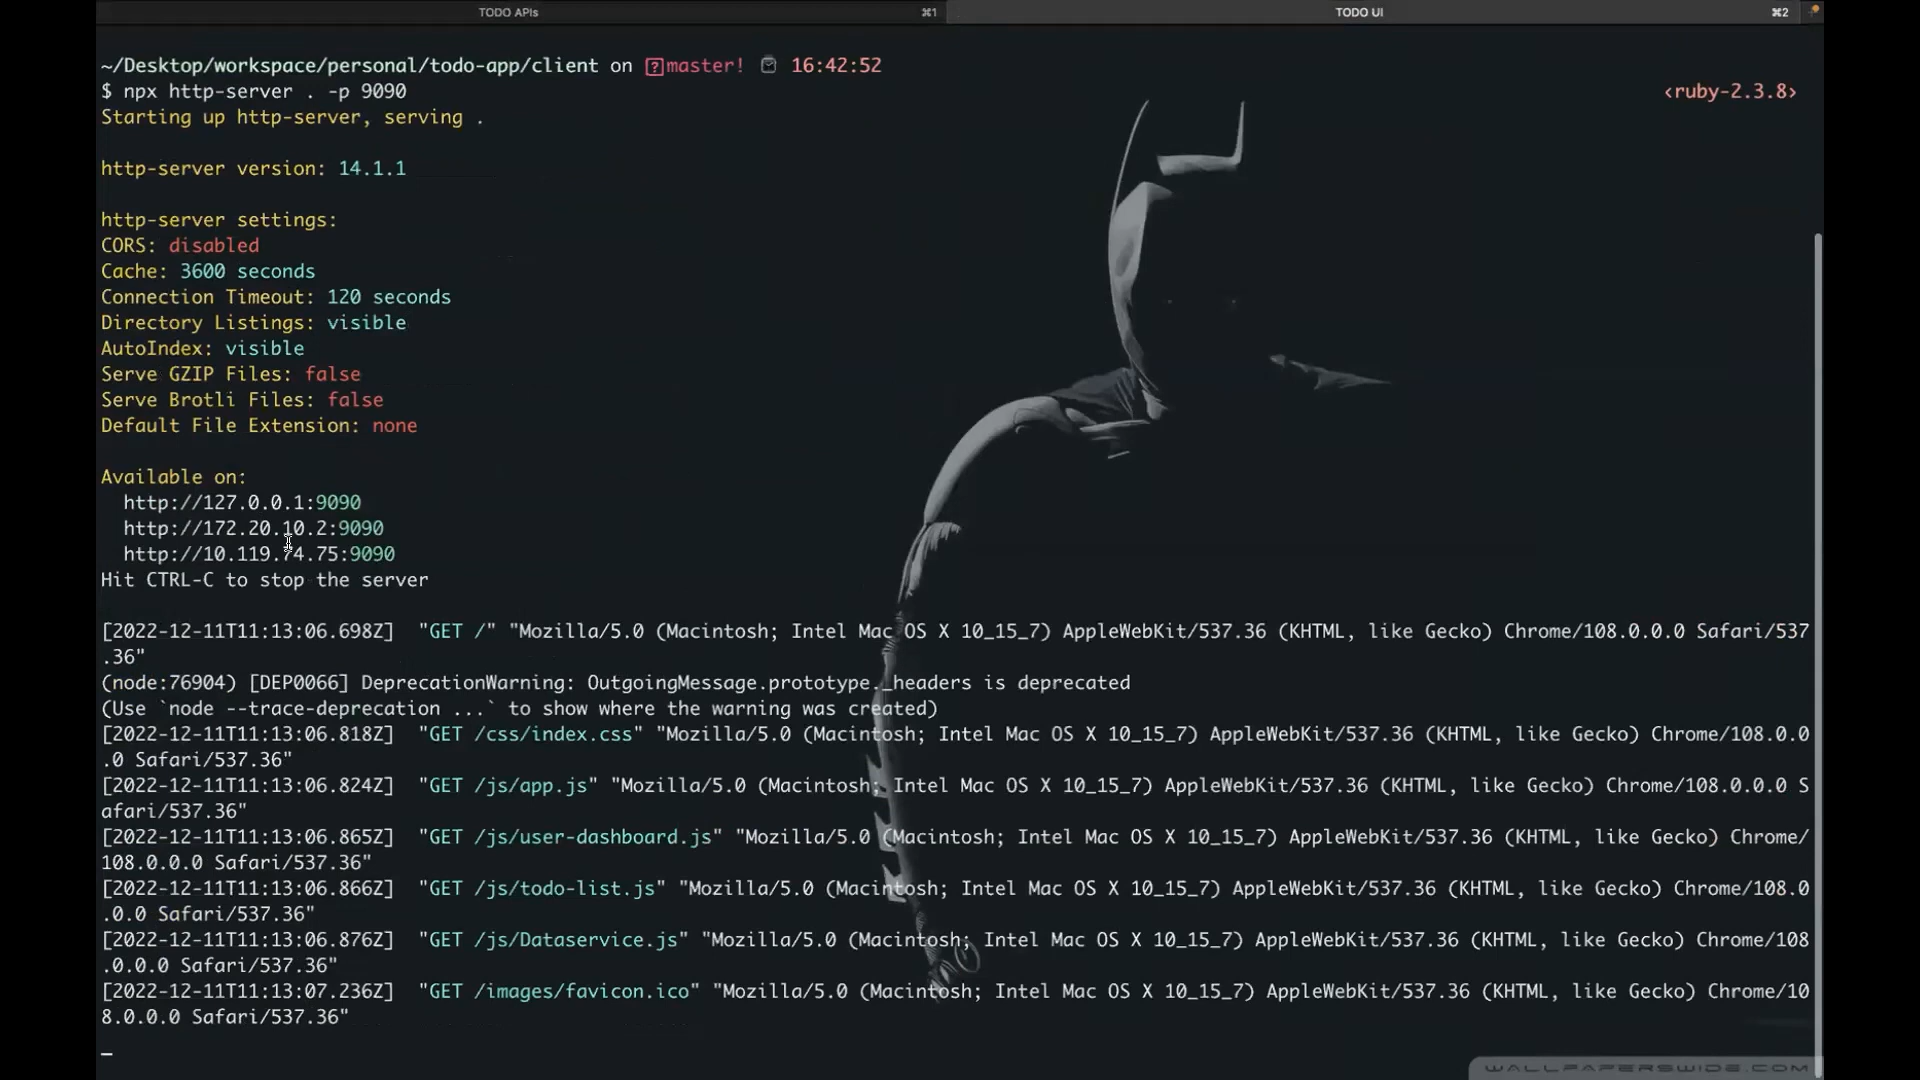 TODO APIs ⌘1 TODO UI ⌘2
~/Desktop/workspace/personal/todo-app/client on master! 16:42:52
$ npx http-server . -p 9090 <ruby-2.3.8>
Starting up http-server, serving .
http-server version: 14.1.1
http-server settings:
CORS: disabled
Cache: 3600 seconds
Connection Timeout: 120 seconds
Directory Listings: visible
AutoIndex: visible
Serve GZIP Files: false
Serve Brotli Files: false
Default File Extension: none
Available on:
http://127.0.0.1:9090
http://172.20.10.2:9090
http://10.119.74.75:9090
Hit CTRL-C to stop the server
[2022-12-11T11:13:06.698Z]  "GET /" "Mozilla/5.0 (Macintosh; Intel Mac OS X 10_15_7) AppleWebKit/537.36 (KHTML, like Gecko) Chrome/108.0.0.0 Safari/537
.36"
(node:76904) [DEP0066] DeprecationWarning: OutgoingMessage.prototype._headers is deprecated
(Use `node --trace-deprecation ...` to show where the warning was created)
[2022-12-11T11:13:06.818Z]  "GET /css/index.css" "Mozilla/5.0 (Macintosh; Intel Mac OS X 10_15_7) AppleWebKit/537.36 (KHTML, like Gecko) Chrome/108.0.0
.0 Safari/537.36"
[2022-12-11T11:13:06.824Z]  "GET /js/app.js" "Mozilla/5.0 (Macintosh; Intel Mac OS X 10_15_7) AppleWebKit/537.36 (KHTML, like Gecko) Chrome/108.0.0.0 S
afari/537.36"
[2022-12-11T11:13:06.865Z]  "GET /js/user-dashboard.js" "Mozilla/5.0 (Macintosh; Intel Mac OS X 10_15_7) AppleWebKit/537.36 (KHTML, like Gecko) Chrome/
108.0.0.0 Safari/537.36"
[2022-12-11T11:13:06.866Z]  "GET /js/todo-list.js" "Mozilla/5.0 (Macintosh; Intel Mac OS X 10_15_7) AppleWebKit/537.36 (KHTML, like Gecko) Chrome/108.0
.0.0 Safari/537.36"
[2022-12-11T11:13:06.876Z]  "GET /js/Dataservice.js" "Mozilla/5.0 (Macintosh; Intel Mac OS X 10_15_7) AppleWebKit/537.36 (KHTML, like Gecko) Chrome/108
.0.0.0 Safari/537.36"
[2022-12-11T11:13:07.236Z]  "GET /images/favicon.ico" "Mozilla/5.0 (Macintosh; Intel Mac OS X 10_15_7) AppleWebKit/537.36 (KHTML, like Gecko) Chrome/10
8.0.0.0 Safari/537.36"
WALLPAPERSWIDE.COM